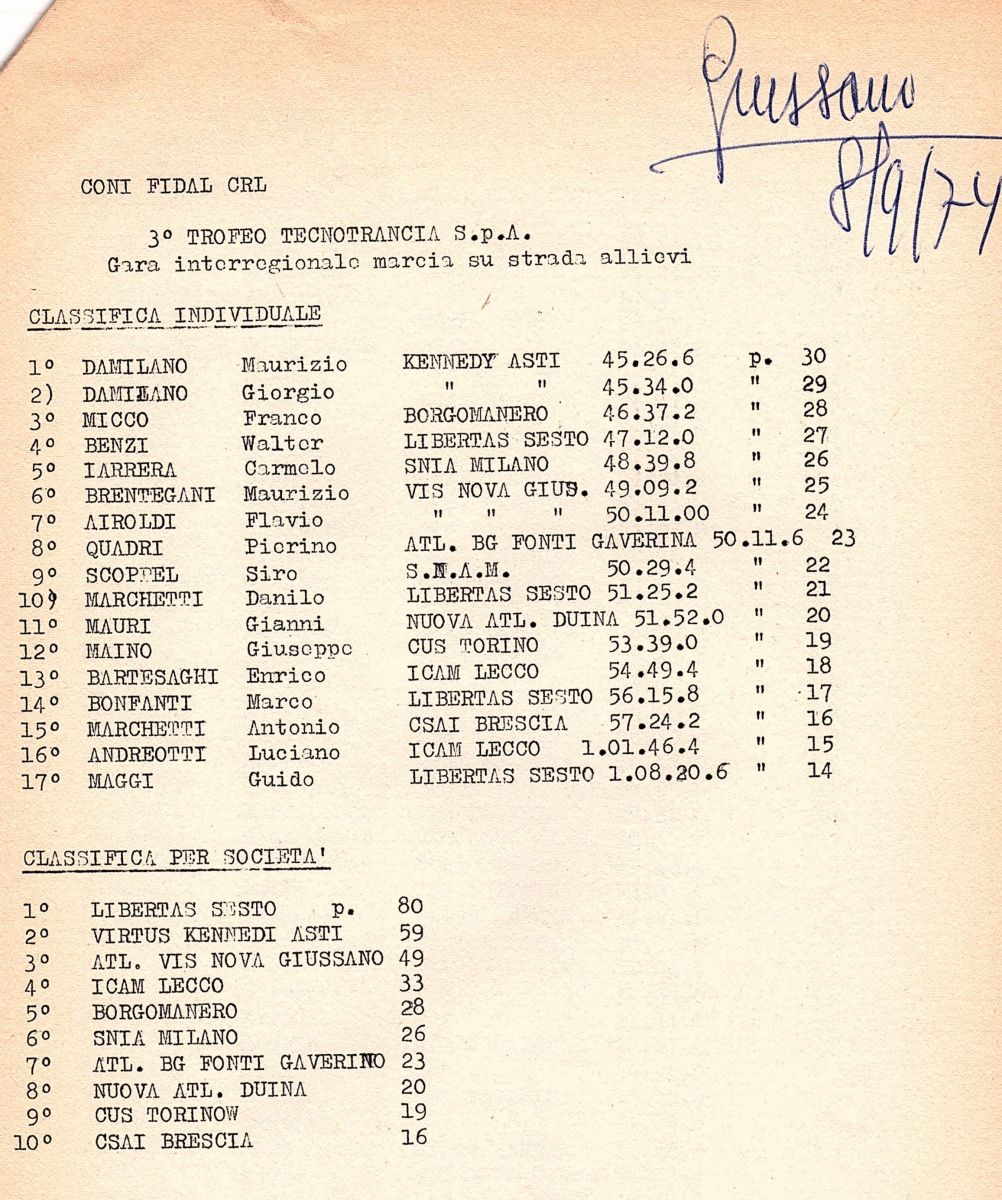 Giussano
8/9/74
CONI FIDAL CRL
3° TROFEO TECNOTRANCIA S.p.A.
Gara interregionale marcia su strada allievi
CLASSIFICA INDIVIDUALE
1° DAMILANO Maurizio KENNEDY ASTI 45.26.6 p. 30
2) DAMILANO Giorgio " " 45.34.0 " 29
3° MICCO Franco BORGOMANERO 46.37.2 " 28
4° BENZI Walter LIBERTAS SESTO 47.12.0 " 27
5° IARRERA Carmelo SNIA MILANO 48.39.8 " 26
6° BRENTEGANI Maurizio VIS NOVA GIUS. 49.09.2 " 25
7° AIROLDI Flavio " " " 50.11.00 " 24
8° QUADRI Pierino ATL. BG FONTI GAVERINA 50.11.6 23
9° SCOPPEL Siro S.N.A.M. 50.29.4 " 22
10) MARCHETTI Danilo LIBERTAS SESTO 51.25.2 " 21
11° MAURI Gianni NUOVA ATL. DUINA 51.52.0 " 20
12° MAINO Giuseppe CUS TORINO 53.39.0 " 19
13° BARTESAGHI Enrico ICAM LECCO 54.49.4 " 18
14° BONFANTI Marco LIBERTAS SESTO 56.15.8 " 17
15° MARCHETTI Antonio CSAI BRESCIA 57.24.2 " 16
16° ANDREOTTI Luciano ICAM LECCO 1.01.46.4 " 15
17° MAGGI Guido LIBERTAS SESTO 1.08.20.6 " 14
CLASSIFICA PER SOCIETA'
1° LIBERTAS SESTO p. 80
2° VIRTUS KENNEDI ASTI 59
3° ATL. VIS NOVA GIUSSANO 49
4° ICAM LECCO 33
5° BORGOMANERO 28
6° SNIA MILANO 26
7° ATL. BG FONTI GAVERINO 23
8° NUOVA ATL. DUINA 20
9° CUS TORINOW 19
10° CSAI BRESCIA 16